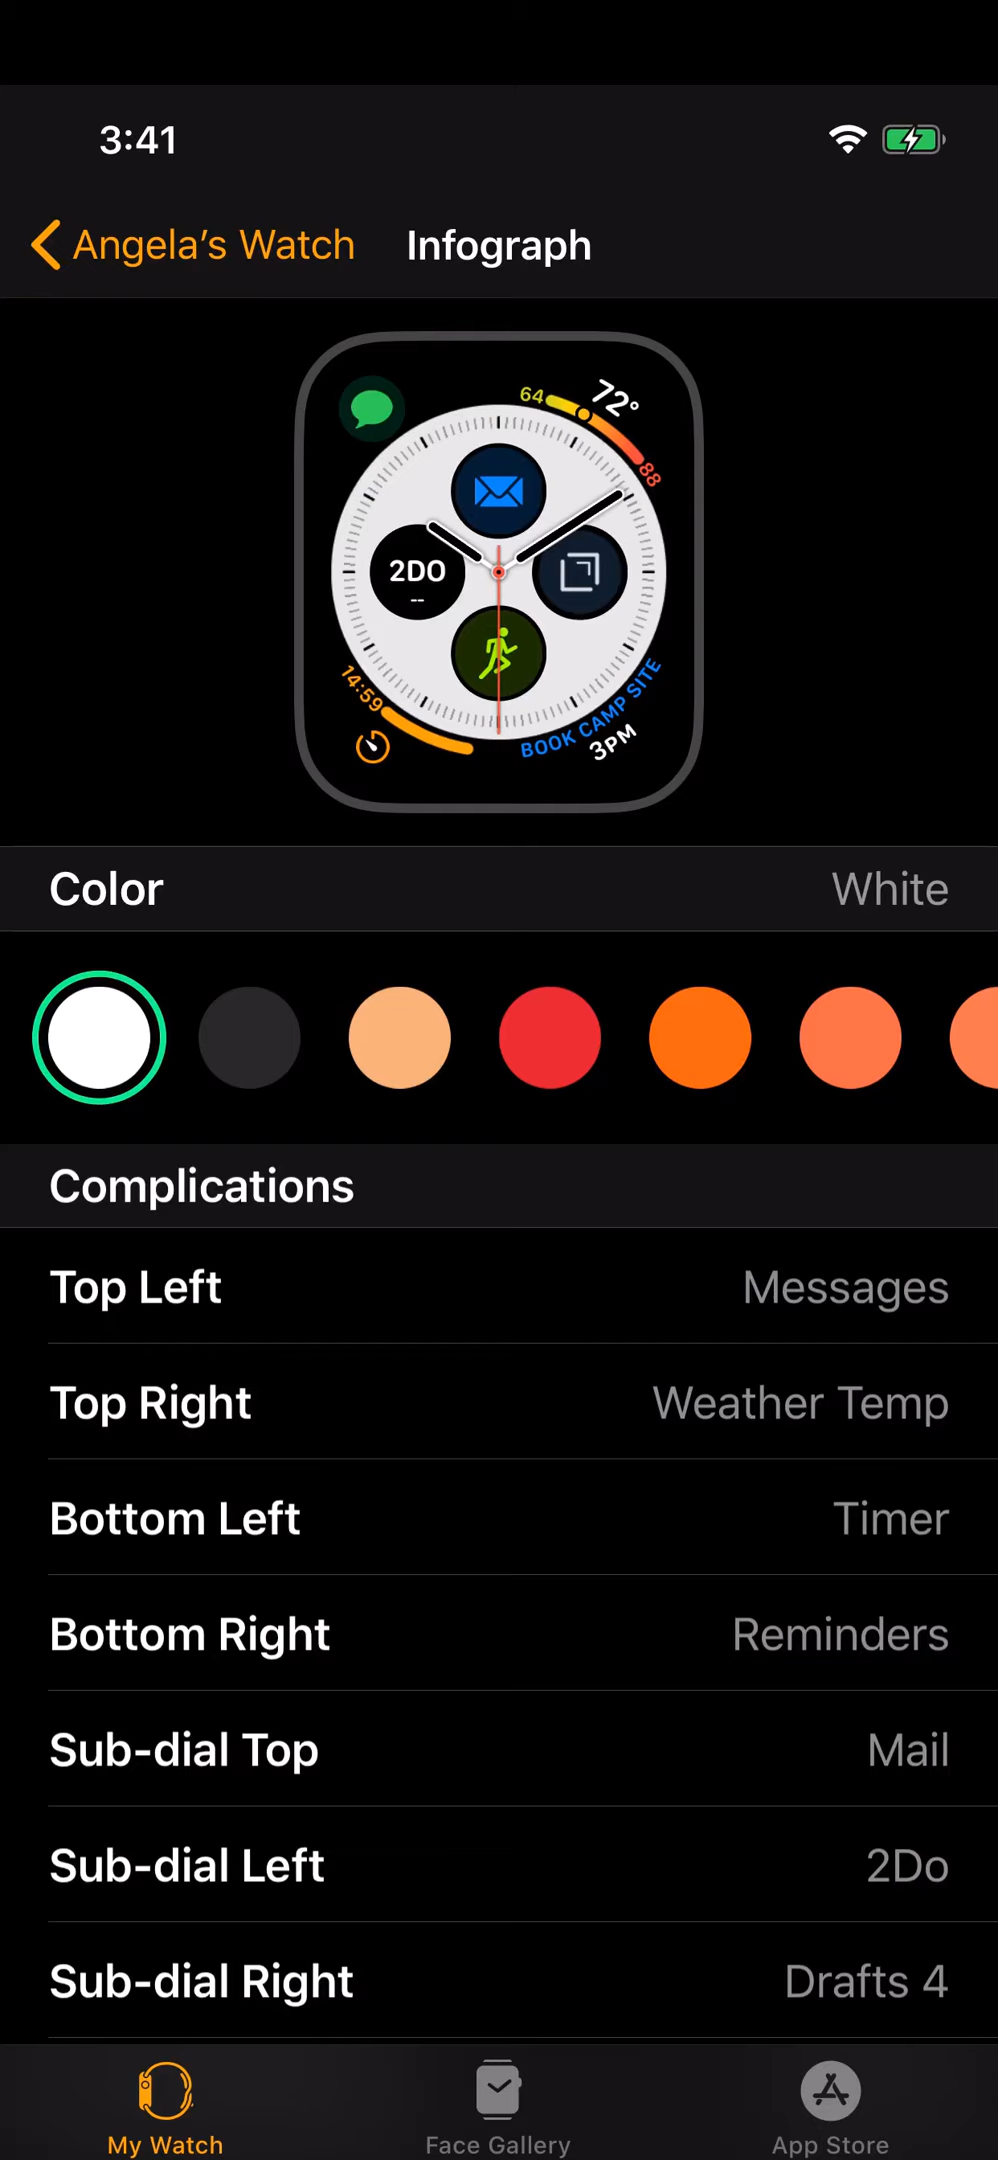 3:41
Angela’s Watch Infograph
64 72° 88
2DO
--
14:59
BOOK CAMP SITE
3PM
Color White
Complications
Top Left Messages
Top Right Weather Temp
Bottom Left Timer
Bottom Right Reminders
Sub-dial Top Mail
Sub-dial Left 2Do
Sub-dial Right Drafts 4
My Watch Face Gallery App Store